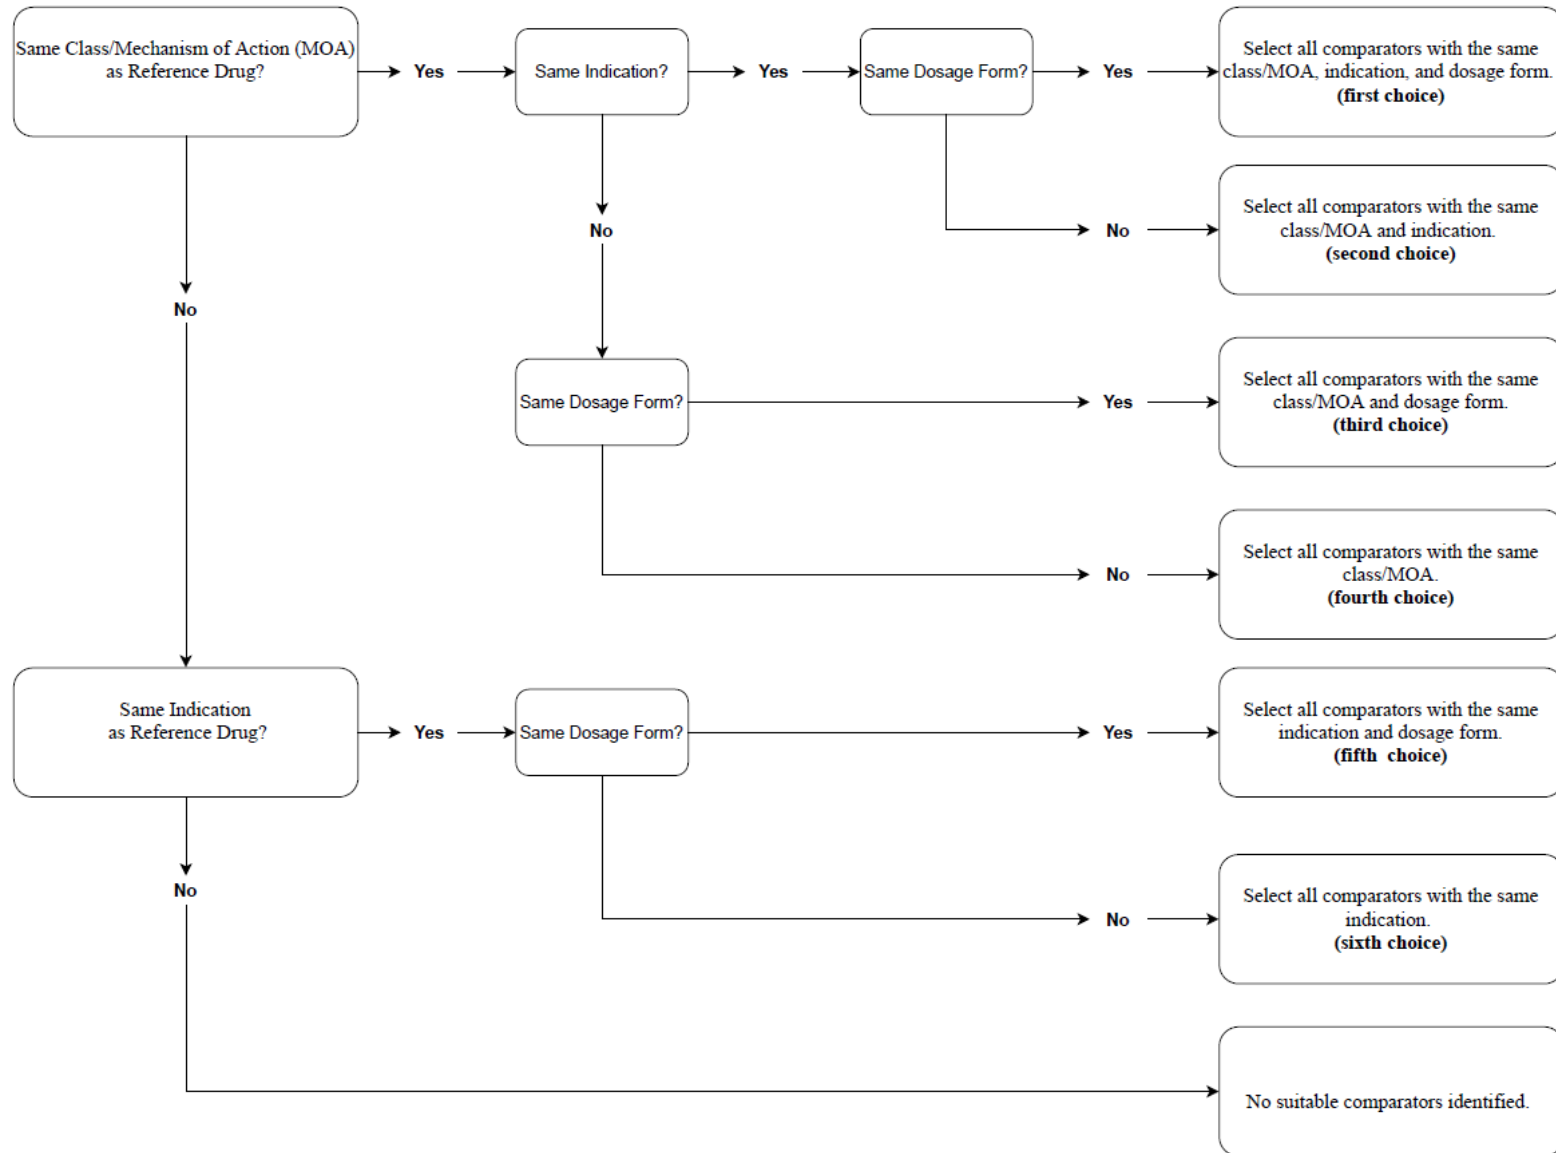 Same Class/Mechanism of Action (MOA)
as Reference Drug?
Yes
Same Indication?
Yes
Same Dosage Form?
Yes
Select all comparators with the same
class/MOA, indication, and dosage form.
(first choice)
No
Select all comparators with the same
class/MOA and indication.
(second choice)
No
No
Same Dosage Form?
Yes
Select all comparators with the same
class/MOA and dosage form.
(third choice)
No
Select all comparators with the same
class/MOA.
(fourth choice)
Same Indication
as Reference Drug?
Yes
Same Dosage Form?
Yes
Select all comparators with the same
indication and dosage form.
(fifth choice)
No
No
Select all comparators with the same
indication.
(sixth choice)
No suitable comparators identified.